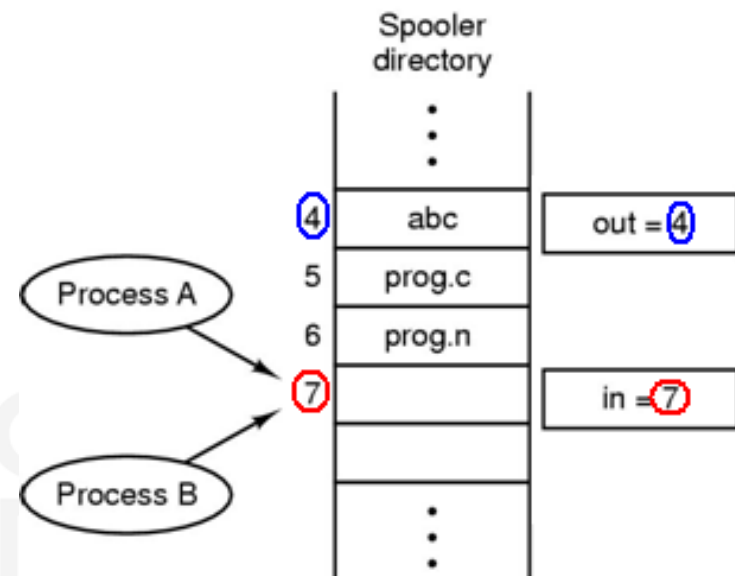 Spooler
directory
4
abc
out = 4
Process A
5
prog.c
6
prog.n
7
in = 7
Process B